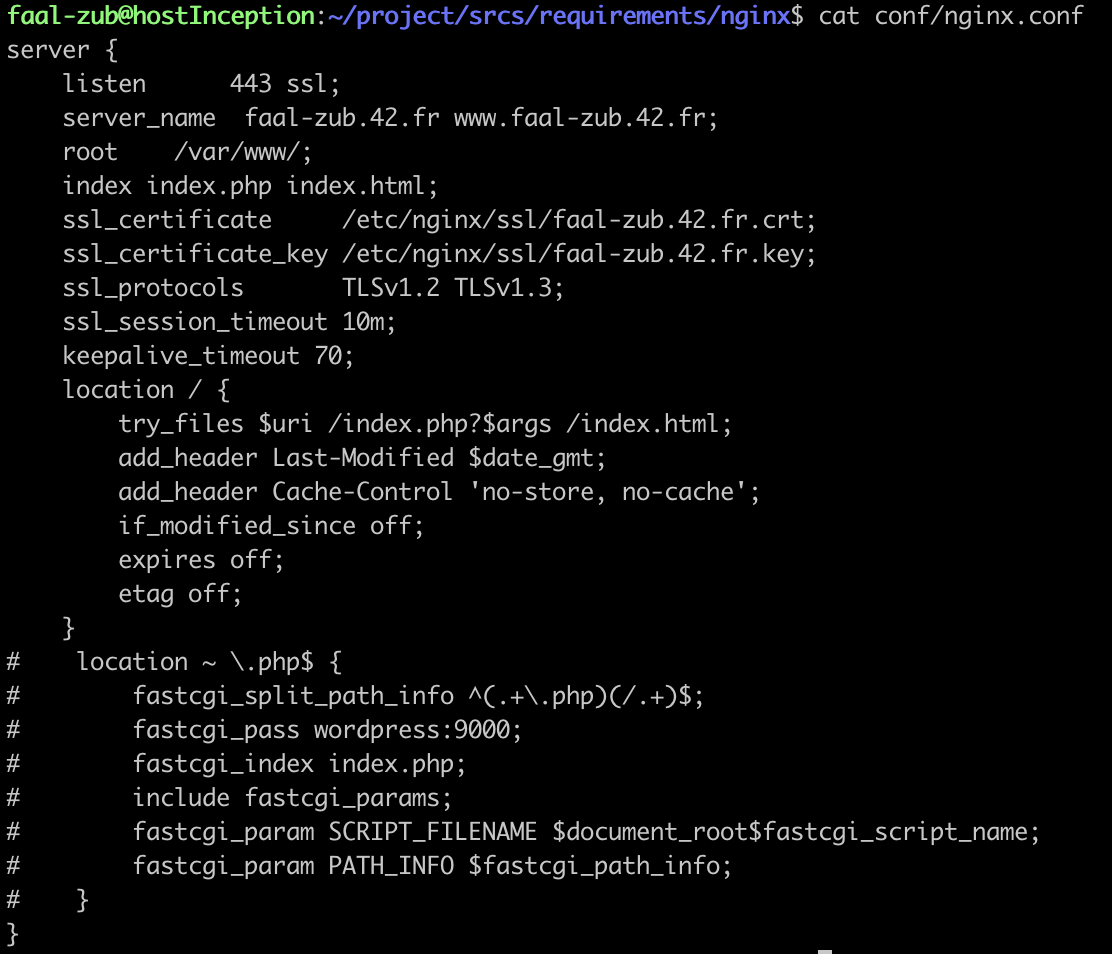 faal-zub@hostInception:~/project/srcs/requirements/nginx$ cat conf/nginx.conf
server {
    listen      443 ssl;
    server_name  faal-zub.42.fr www.faal-zub.42.fr;
    root    /var/www/;
    index index.php index.html;
    ssl_certificate     /etc/nginx/ssl/faal-zub.42.fr.crt;
    ssl_certificate_key /etc/nginx/ssl/faal-zub.42.fr.key;
    ssl_protocols       TLSv1.2 TLSv1.3;
    ssl_session_timeout 10m;
    keepalive_timeout 70;
    location / {
        try_files $uri /index.php?$args /index.html;
        add_header Last-Modified $date_gmt;
        add_header Cache-Control 'no-store, no-cache';
        if_modified_since off;
        expires off;
        etag off;
    }
#    location ~ \.php$ {
#        fastcgi_split_path_info ^(.+\.php)(/.+)$;
#        fastcgi_pass wordpress:9000;
#        fastcgi_index index.php;
#        include fastcgi_params;
#        fastcgi_param SCRIPT_FILENAME $document_root$fastcgi_script_name;
#        fastcgi_param PATH_INFO $fastcgi_path_info;
#    }
}